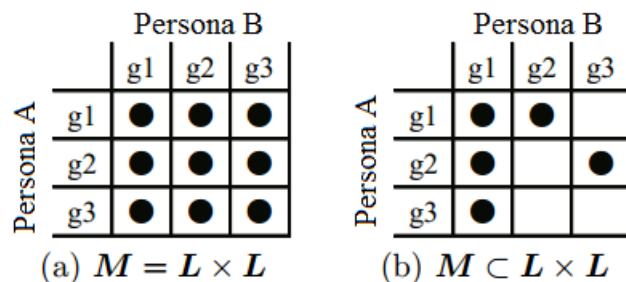 Persona B
g1 g2 g3
Persona A
g1 ● ● ●
g2 ● ● ●
g3 ● ● ●
(a) M = L × L
Persona B
g1 g2 g3
Persona A
g1 ● ●
g2 ● ●
g3 ●
(b) M ⊂ L × L